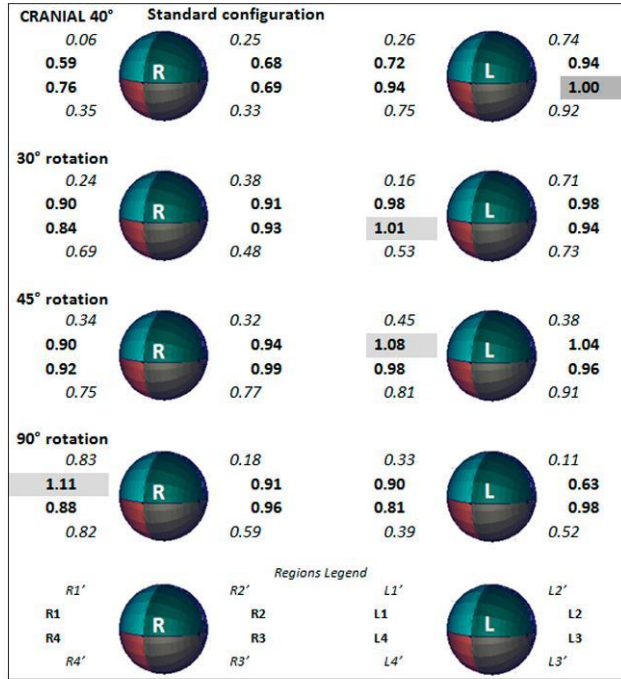 CRANIAL 40° Standard configuration
0.06 0.25 0.26 0.74
0.59 R 0.68 0.72 L 0.94
0.76 0.69 0.94 1.00
0.35 0.33 0.75 0.92
30° rotation
0.24 0.38 0.16 0.71
0.90 R 0.91 0.98 L 0.98
0.84 0.93 1.01 0.94
0.69 0.48 0.53 0.73
45° rotation
0.34 0.32 0.45 0.38
0.90 R 0.94 1.08 L 1.04
0.92 0.99 0.98 0.96
0.75 0.77 0.81 0.91
90° rotation
0.83 0.18 0.33 0.11
1.11 R 0.91 0.90 L 0.63
0.88 0.96 0.81 0.98
0.82 0.59 0.39 0.52
Regions Legend
R1' R2' L1' L2'
R1 R R2 L1 L L2
R4 R3 L4 L3
R4' R3' L4' L3'